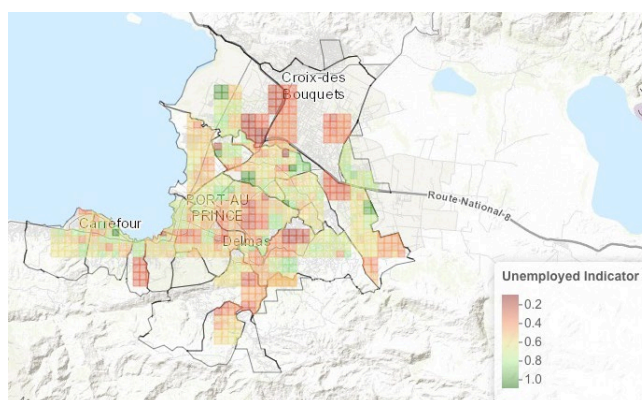 Croix-des
Bouquets
PORT-AU
PRINCE
Carrefour
Delmas
Route National 8
Unemployed Indicator
0.2
0.4
0.6
0.8
1.0